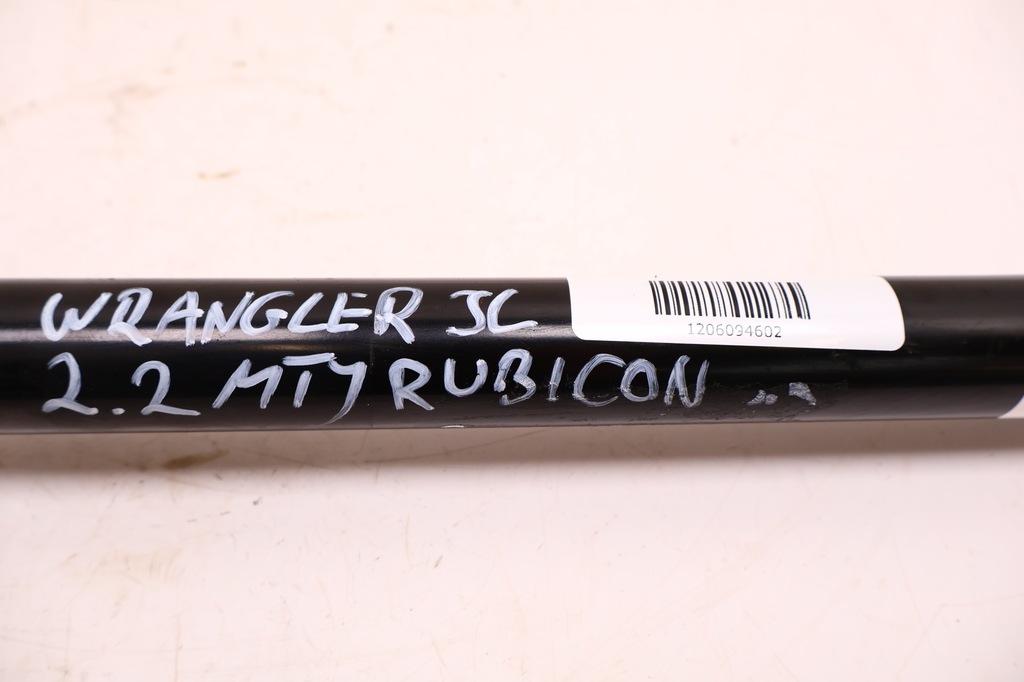 WRANGLER JL
2.2 MTJ RUBICON
1206094602